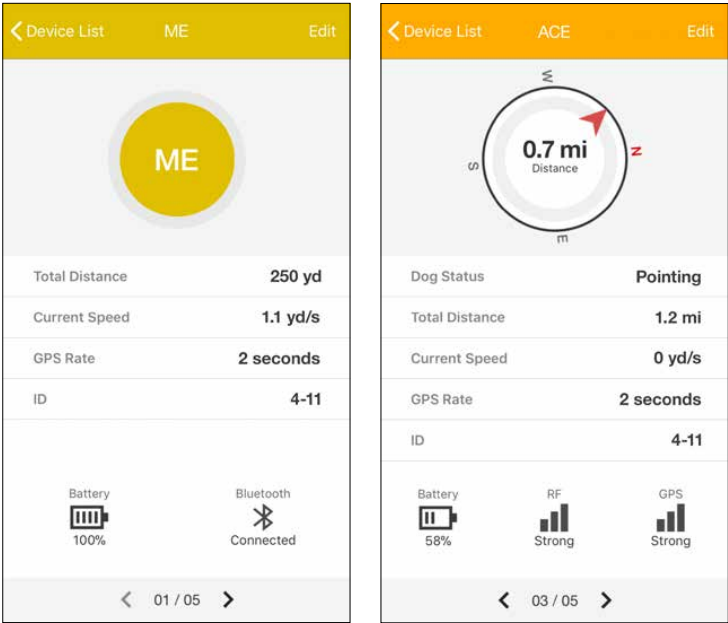 Device List ME Edit
ME
Total Distance 250 yd
Current Speed 1.1 yd/s
GPS Rate 2 seconds
ID 4-11
Battery Bluetooth
100% Connected
01 / 05
Device List ACE Edit
W
0.7 mi
N
S
Distance
E
Dog Status Pointing
Total Distance 1.2 mi
Current Speed 0 yd/s
GPS Rate 2 seconds
ID 4-11
Battery RF GPS
58% Strong Strong
03 / 05